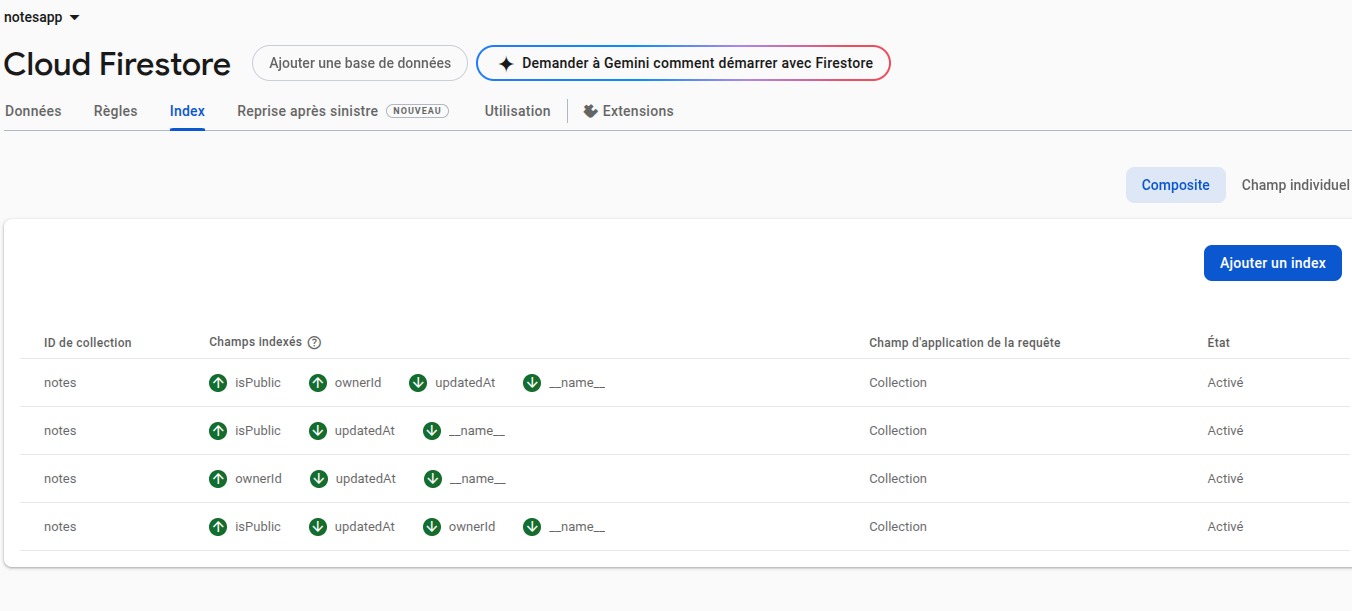 notesapp
Cloud Firestore Ajouter une base de données Demander à Gemini comment démarrer avec Firestore
Données Règles Index Reprise après sinistre NOUVEAU Utilisation Extensions
Composite Champ individuel
Ajouter un index
ID de collection Champs indexés ? Champ d'application de la requête État
notes isPublic ownerId updatedAt __name__ Collection Activé
notes isPublic updatedAt __name__ Collection Activé
notes ownerId updatedAt __name__ Collection Activé
notes isPublic updatedAt ownerId __name__ Collection Activé